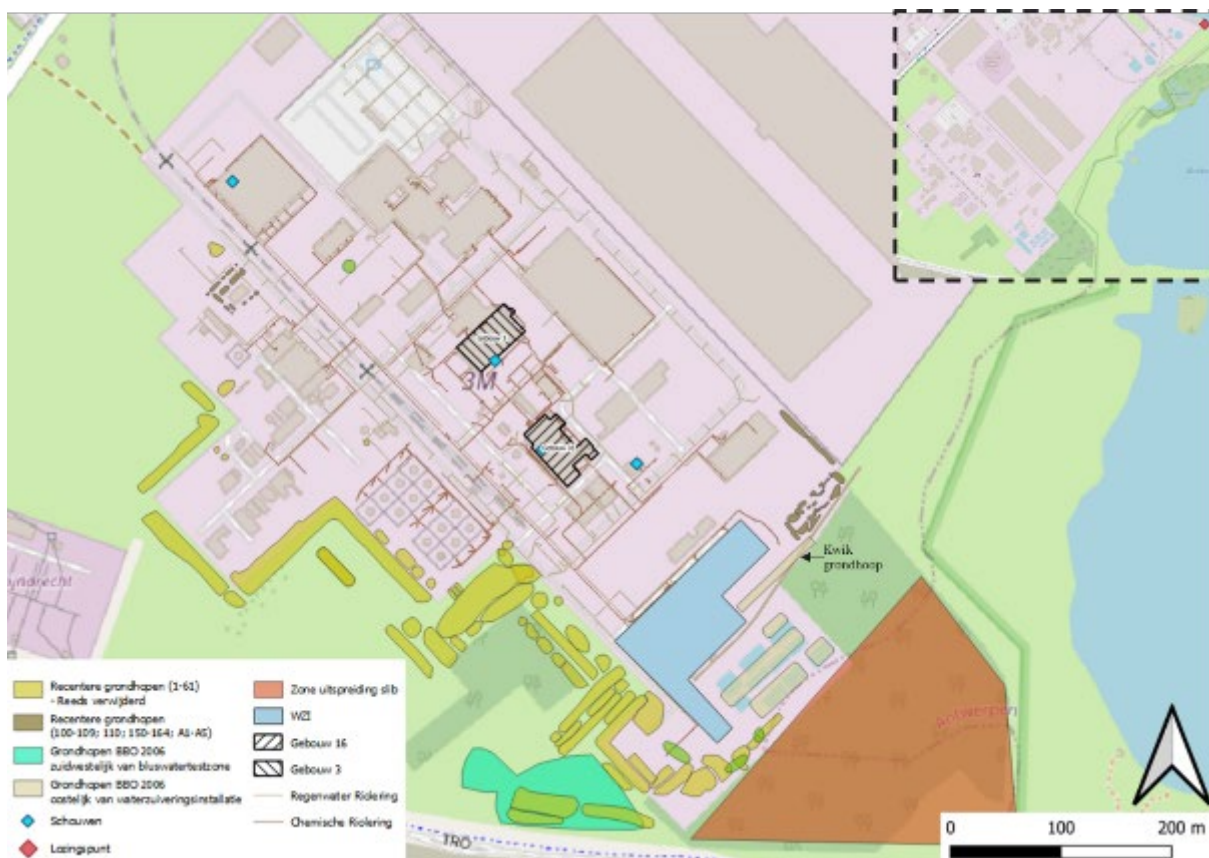 3M
Kwik
grondhoop
Antwerpen
TRO
Recentere grondhopen (1-61)
- Reeds verwijderd
Recentere grondhopen
(100-109; 110; 150-164; A1-A5)
Grondhopen BBO 2006
zuidwestelijk van bluswatertestzone
Grondhopen BBO 2006
oostelijk van waterzuiveringsinstallatie
Schouwen
Lozingspunt
Zone uitspreiding slib
WZI
Gebouw 16
Gebouw 3
Regenwater Riolering
Chemische Riolering
0 100 200 m